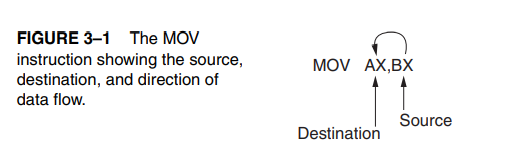 FIGURE 3–1 The MOV
instruction showing the source,
destination, and direction of
data flow.
MOV AX,BX
Source
Destination